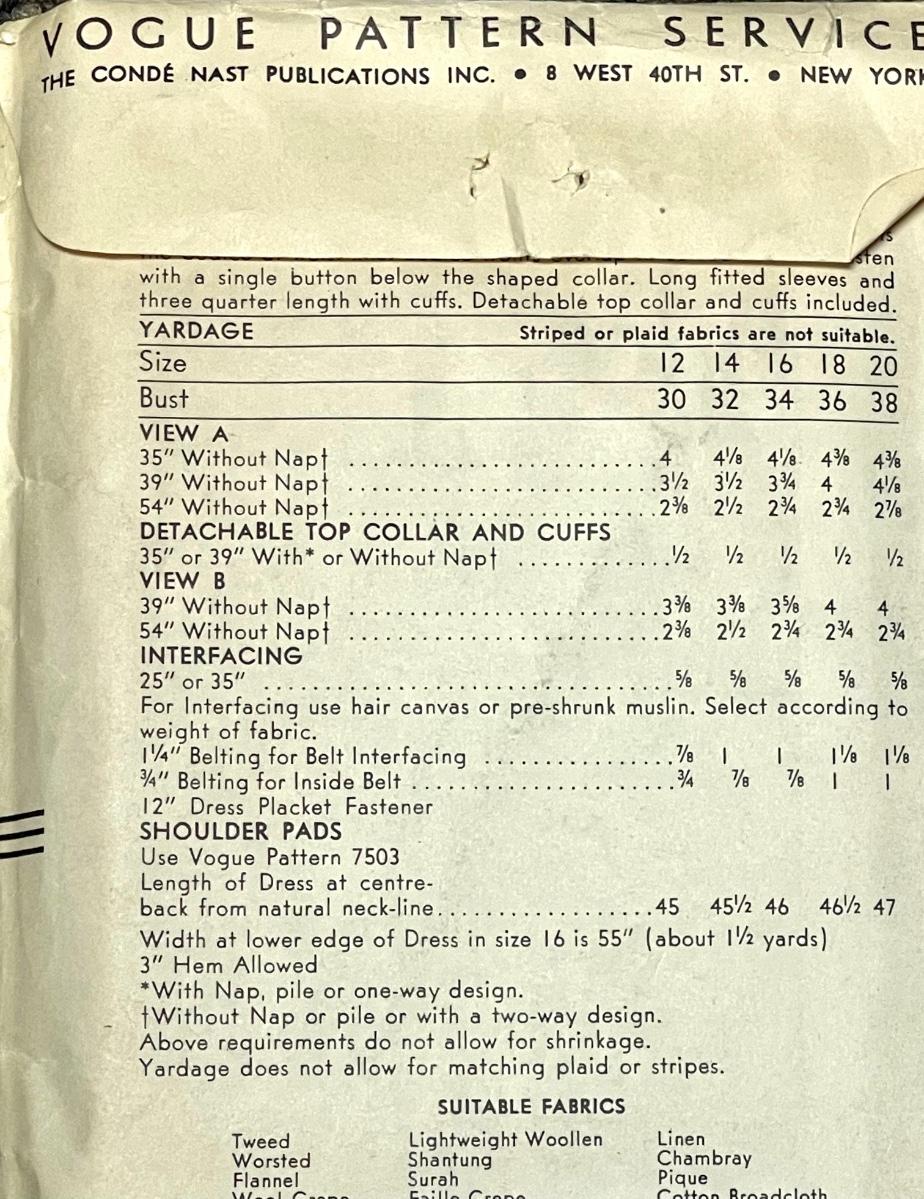 VOGUE PATTERN SERVICE
THE CONDÉ NAST PUBLICATIONS INC. • 8 WEST 40TH ST. • NEW YORK
with a single button below the shaped collar. Long fitted sleeves and
three quarter length with cuffs. Detachable top collar and cuffs included.
YARDAGE Striped or plaid fabrics are not suitable.
Size 12 14 16 18 20
Bust 30 32 34 36 38
VIEW A
35" Without Nap† ........................ 4 4⅛ 4⅛ 4⅜ 4⅜
39" Without Nap† ........................ 3½ 3½ 3¾ 4 4⅛
54" Without Nap† ........................ 2⅜ 2½ 2¾ 2¾ 2⅞
DETACHABLE TOP COLLAR AND CUFFS
35" or 39" With* or Without Nap† ............ ½ ½ ½ ½ ½
VIEW B
39" Without Nap† ........................ 3⅜ 3⅜ 3⅝ 4 4
54" Without Nap† ........................ 2⅜ 2½ 2¾ 2¾ 2¾
INTERFACING
25" or 35" ................................ ⅝ ⅝ ⅝ ⅝ ⅝
For Interfacing use hair canvas or pre-shrunk muslin. Select according to
weight of fabric.
1¼" Belting for Belt Interfacing ............... ⅞ 1 1 1⅛ 1⅛
¾" Belting for Inside Belt ..................... ¾ ⅞ ⅞ 1 1
12" Dress Placket Fastener
SHOULDER PADS
Use Vogue Pattern 7503
Length of Dress at centre-
back from natural neck-line.................. 45 45½ 46 46½ 47
Width at lower edge of Dress in size 16 is 55" (about 1½ yards)
3" Hem Allowed
*With Nap, pile or one-way design.
†Without Nap or pile or with a two-way design.
Above requirements do not allow for shrinkage.
Yardage does not allow for matching plaid or stripes.
SUITABLE FABRICS
Tweed Lightweight Woollen Linen
Worsted Shantung Chambray
Flannel Surah Pique
Wool Crepe Faille Crepe Cotton Broadcloth